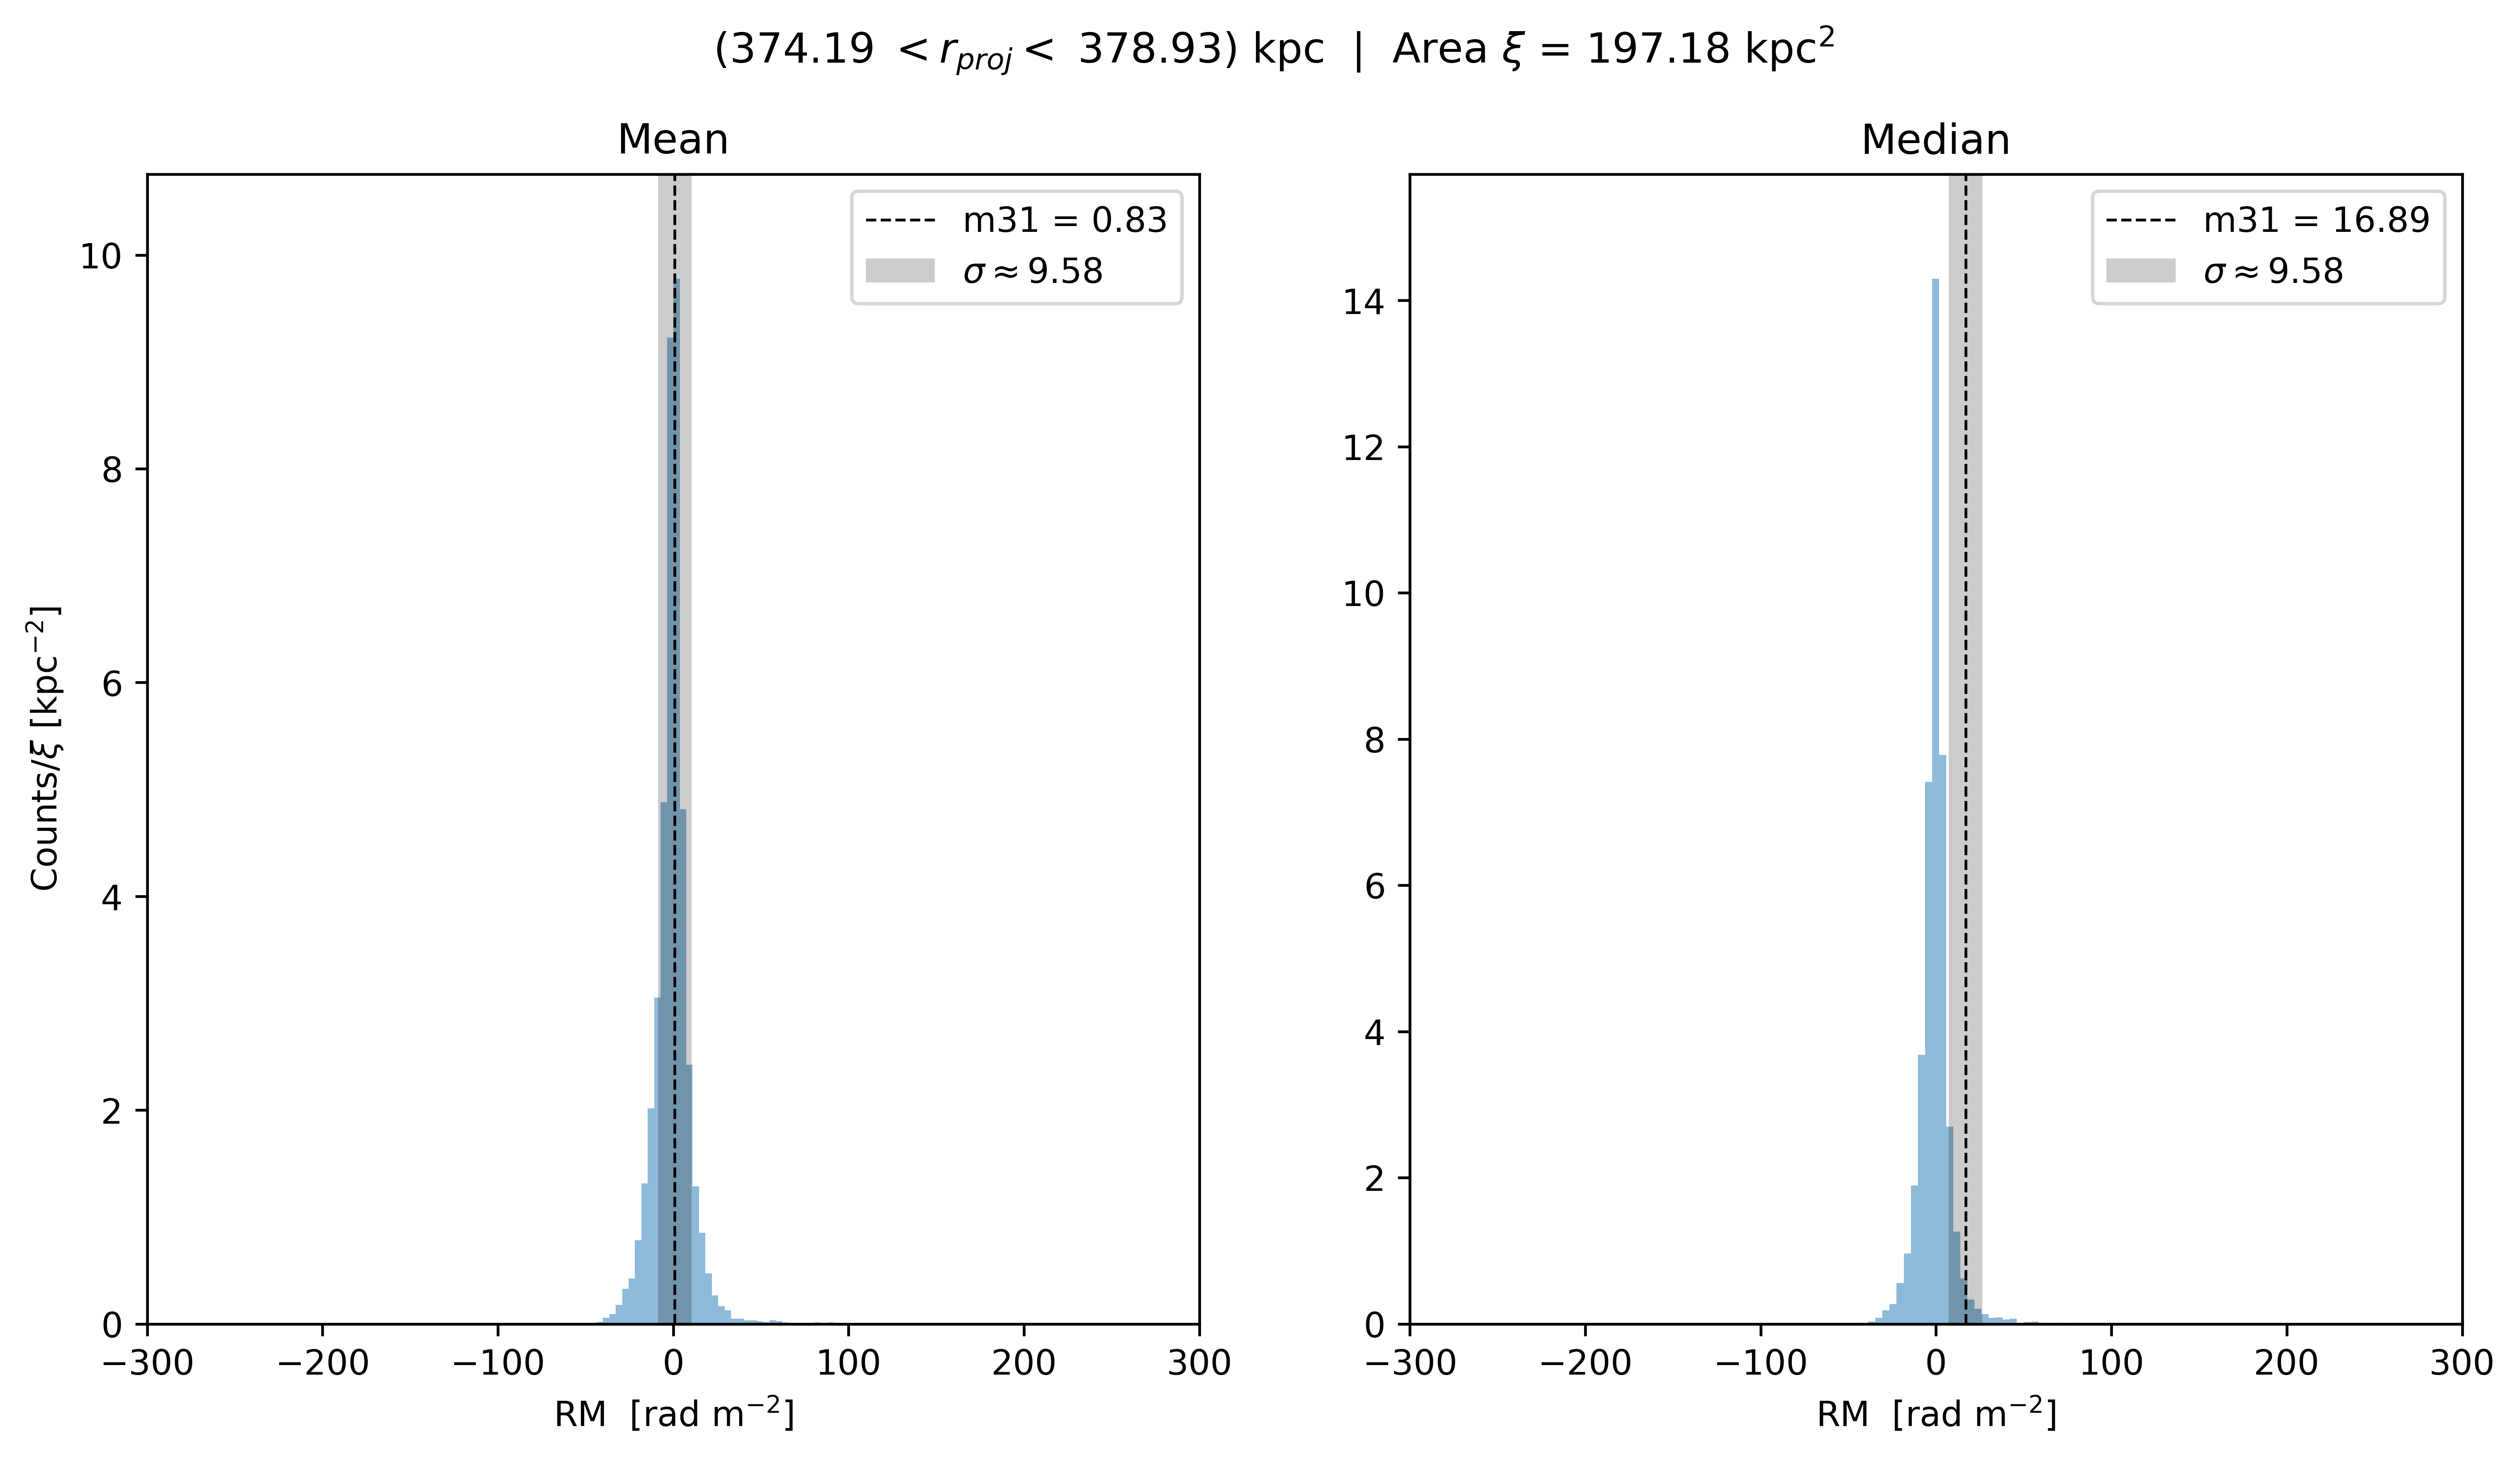 (374.19 < r_proj < 378.93) kpc | Area ξ = 197.18 kpc²
Mean
m31 = 0.83
σ ≈ 9.58
10
8
6
4
2
0
Counts/ξ [kpc⁻²]
−300 −200 −100 0 100 200 300
RM [rad m⁻²]
Median
m31 = 16.89
σ ≈ 9.58
14
12
10
8
6
4
2
0
−300 −200 −100 0 100 200 300
RM [rad m⁻²]